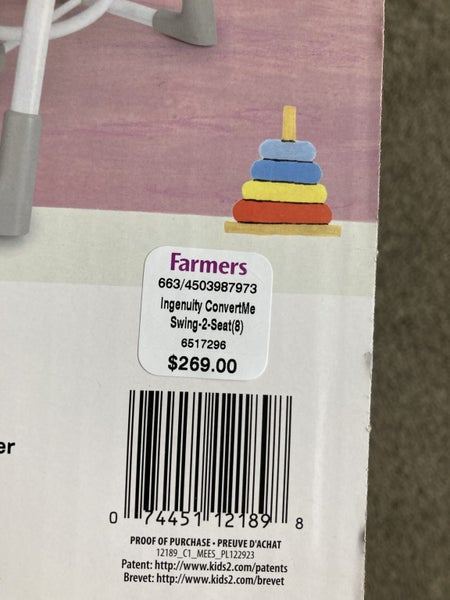 Farmers
663/4503987973
Ingenuity ConvertMe
Swing-2-Seat(8)
6517296
$269.00
er
0 74451 12189 8
PROOF OF PURCHASE • PREUVE D'ACHAT
12189_C1_MEES_PL122923
Patent: http://www.kids2.com/patents
Brevet: http://www.kids2.com/brevet